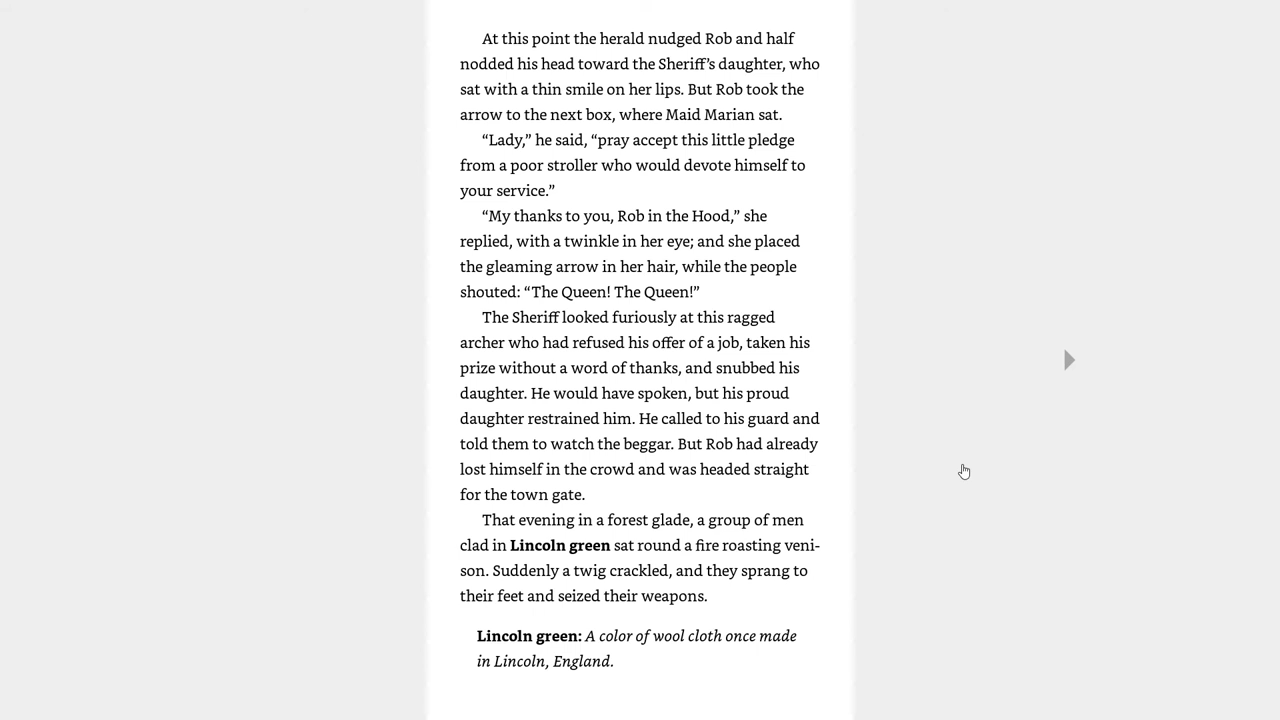 At this point the herald nudged Rob and half
nodded his head toward the Sheriff’s daughter, who
sat with a thin smile on her lips. But Rob took the
arrow to the next box, where Maid Marian sat.
“Lady,” he said, “pray accept this little pledge
from a poor stroller who would devote himself to
your service.”
“My thanks to you, Rob in the Hood,” she
replied, with a twinkle in her eye; and she placed
the gleaming arrow in her hair, while the people
shouted: “The Queen! The Queen!”
The Sheriff looked furiously at this ragged
archer who had refused his offer of a job, taken his
prize without a word of thanks, and snubbed his
daughter. He would have spoken, but his proud
daughter restrained him. He called to his guard and
told them to watch the beggar. But Rob had already
lost himself in the crowd and was headed straight
for the town gate.
That evening in a forest glade, a group of men
clad in Lincoln green sat round a fire roasting veni-
son. Suddenly a twig crackled, and they sprang to
their feet and seized their weapons.
Lincoln green: A color of wool cloth once made
in Lincoln, England.